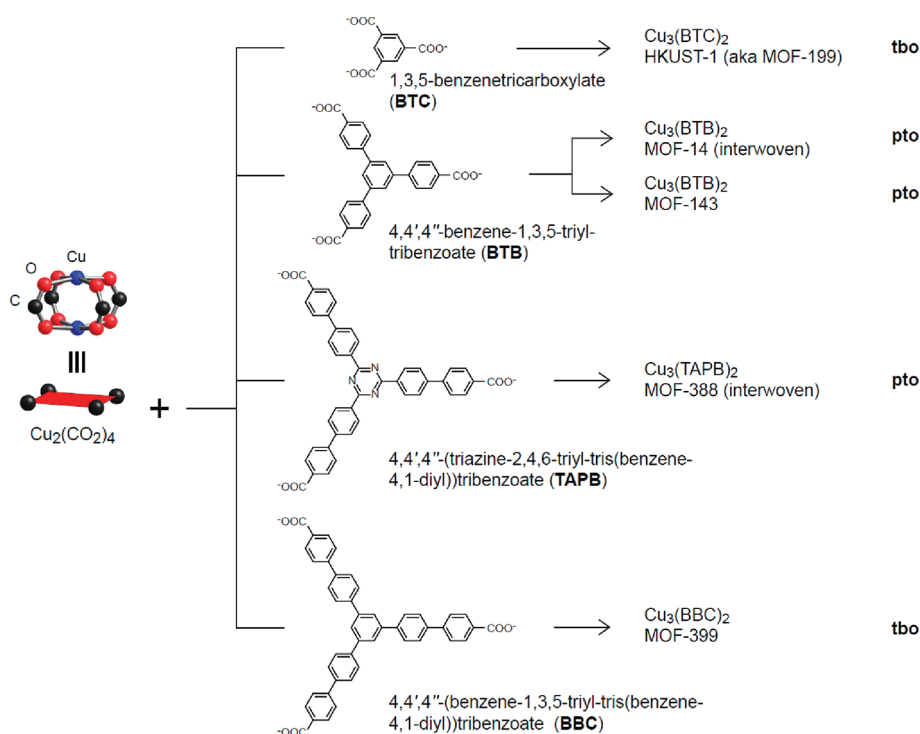 -OOC
COO-
-OOC
1,3,5-benzenetricarboxylate
(BTC)
Cu3(BTC)2
HKUST-1 (aka MOF-199)
tbo
-OOC
COO-
-OOC
4,4′,4″-benzene-1,3,5-triyl-
tribenzoate (BTB)
Cu3(BTB)2
MOF-14 (interwoven)
pto
Cu3(BTB)2
MOF-143
pto
Cu
O
C
Cu2(CO2)4
+
-OOC
N
N
N
COO-
-OOC
4,4′,4″-(triazine-2,4,6-triyl-tris(benzene-
4,1-diyl))tribenzoate (TAPB)
Cu3(TAPB)2
MOF-388 (interwoven)
pto
-OOC
COO-
-OOC
4,4′,4″-(benzene-1,3,5-triyl-tris(benzene-
4,1-diyl))tribenzoate (BBC)
Cu3(BBC)2
MOF-399
tbo